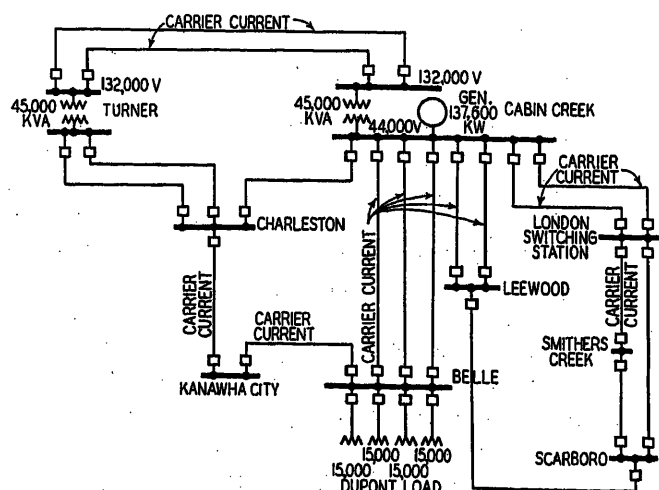 CARRIER CURRENT
132,000 V
132,000 V
45,000
KVA
TURNER
45,000
KVA
GEN.
137,600
KW
CABIN CREEK
44,000V
CARRIER
CURRENT
CHARLESTON
LONDON
SWITCHING
STATION
CARRIER
CURRENT
CARRIER CURRENT
LEEWOOD
CARRIER
CURRENT
CARRIER
CURRENT
SMITHERS
CREEK
KANAWHA CITY
BELLE
15,000 15,000
15,000 15,000
DUPONT LOAD
SCARBORO